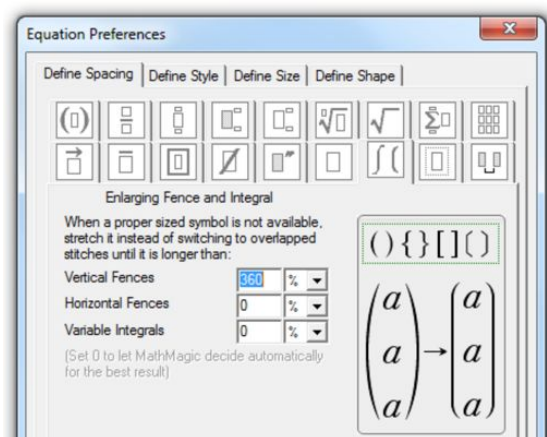 Equation Preferences
Define Spacing Define Style Define Size Define Shape
Enlarging Fence and Integral
When a proper sized symbol is not available,
stretch it instead of switching to overlapped
stitches until it is longer than:
Vertical Fences 360 %
Horizontal Fences 0 %
Variable Integrals 0 %
(Set 0 to let MathMagic decide automatically
for the best result)
( ) { } [ ] ( )
a a
a → a
a a